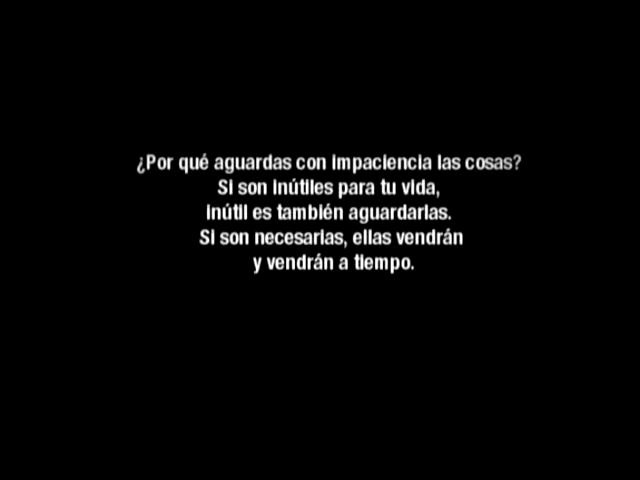 ¿Por qué aguardas con impaciencia las cosas?
Si son inútiles para tu vida,
inútil es también aguardarlas.
Si son necesarias, ellas vendrán
y vendrán a tiempo.